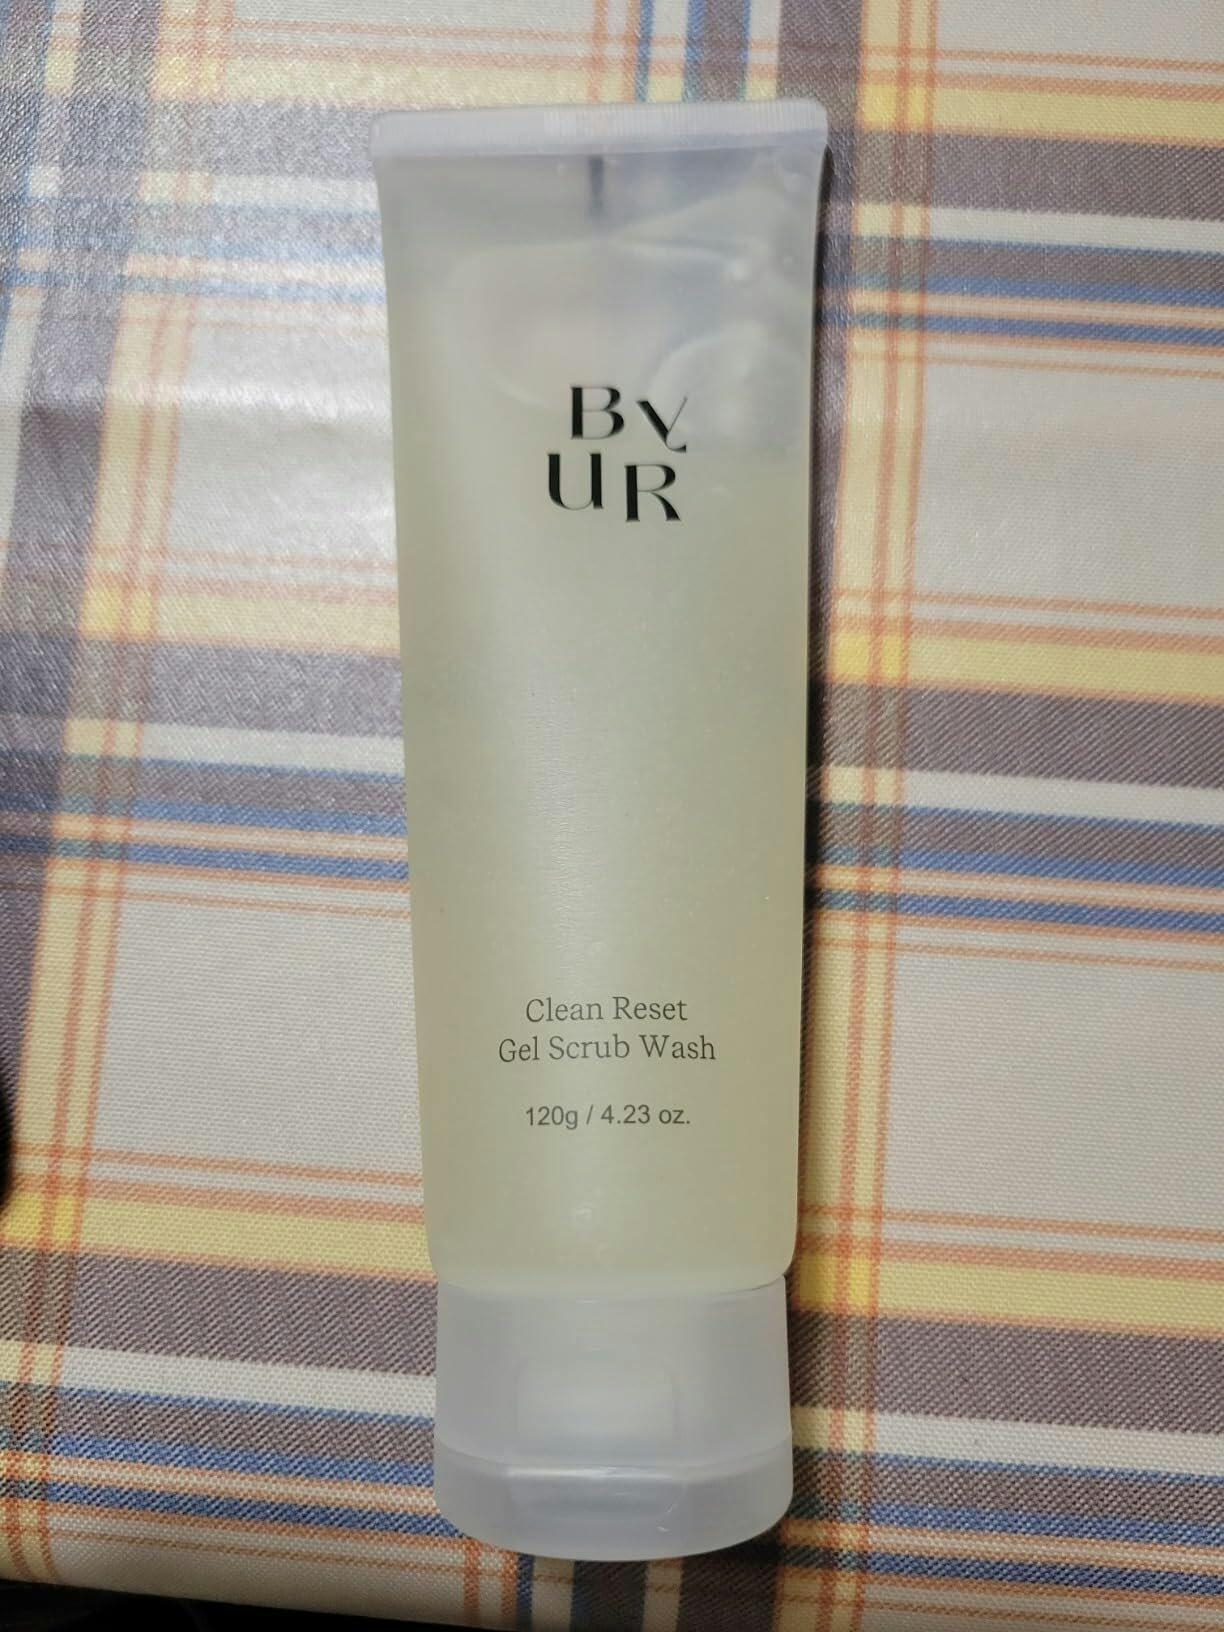 BY
UR
Clean Reset
Gel Scrub Wash
120g / 4.23 oz.